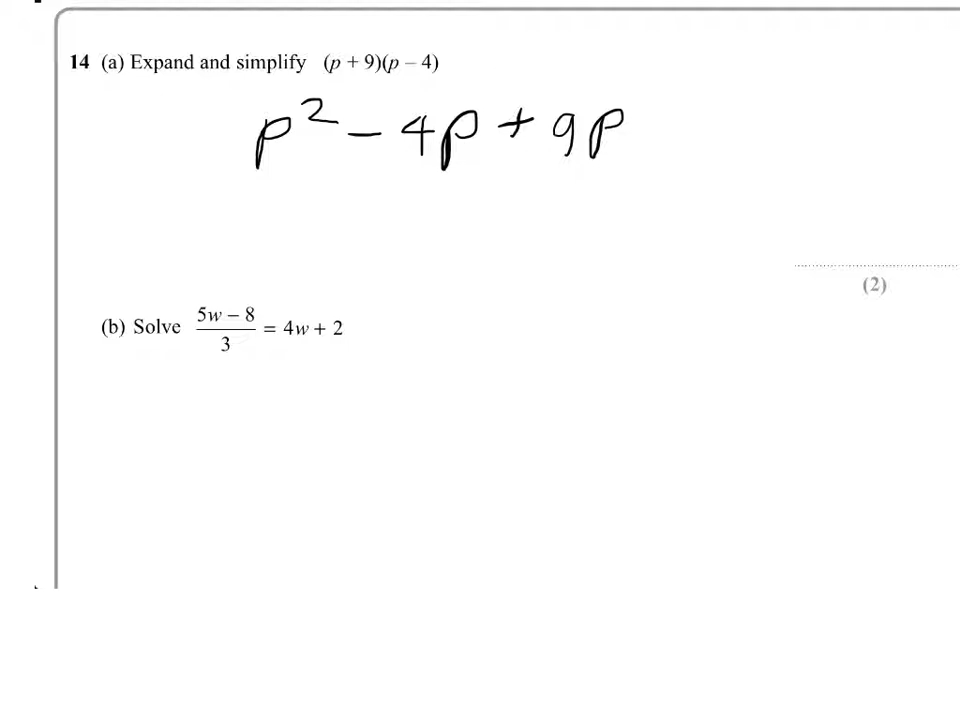 14 (a) Expand and simplify (p + 9)(p – 4)
p² - 4p + 9p
(2)
(b) Solve (5w – 8)/3 = 4w + 2